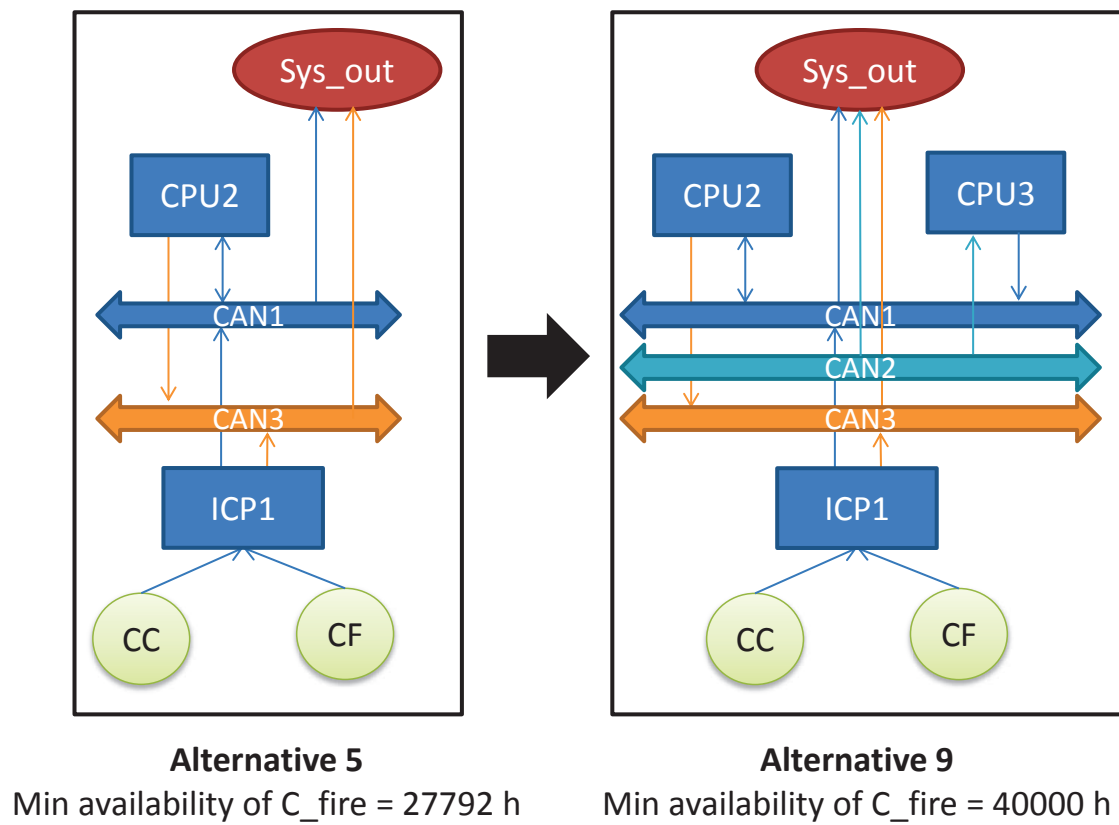 Sys_out
CPU2
CAN1
CAN3
ICP1
CC
CF
Alternative 5
Min availability of C_fire = 27792 h
Sys_out
CPU2
CPU3
CAN1
CAN2
CAN3
ICP1
CC
CF
Alternative 9
Min availability of C_fire = 40000 h